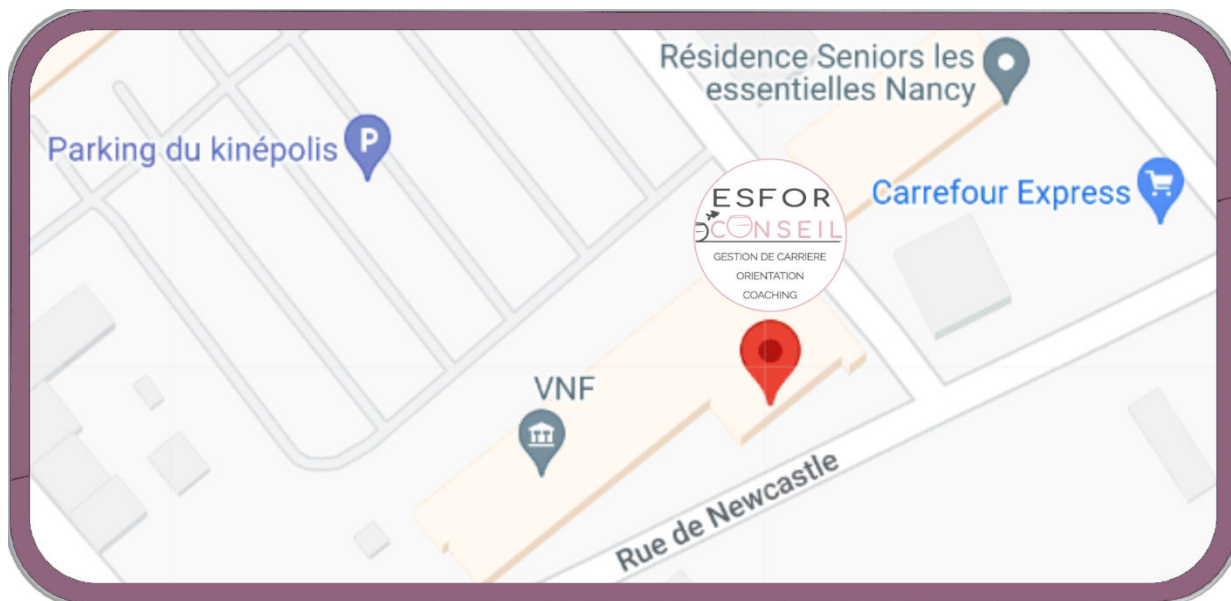 Résidence Seniors les
essentielles Nancy
Parking du kinépolis
P
Carrefour Express
ESFOR
CONSEIL
GESTION DE CARRIERE
ORIENTATION
COACHING
VNF
Rue de Newcastle